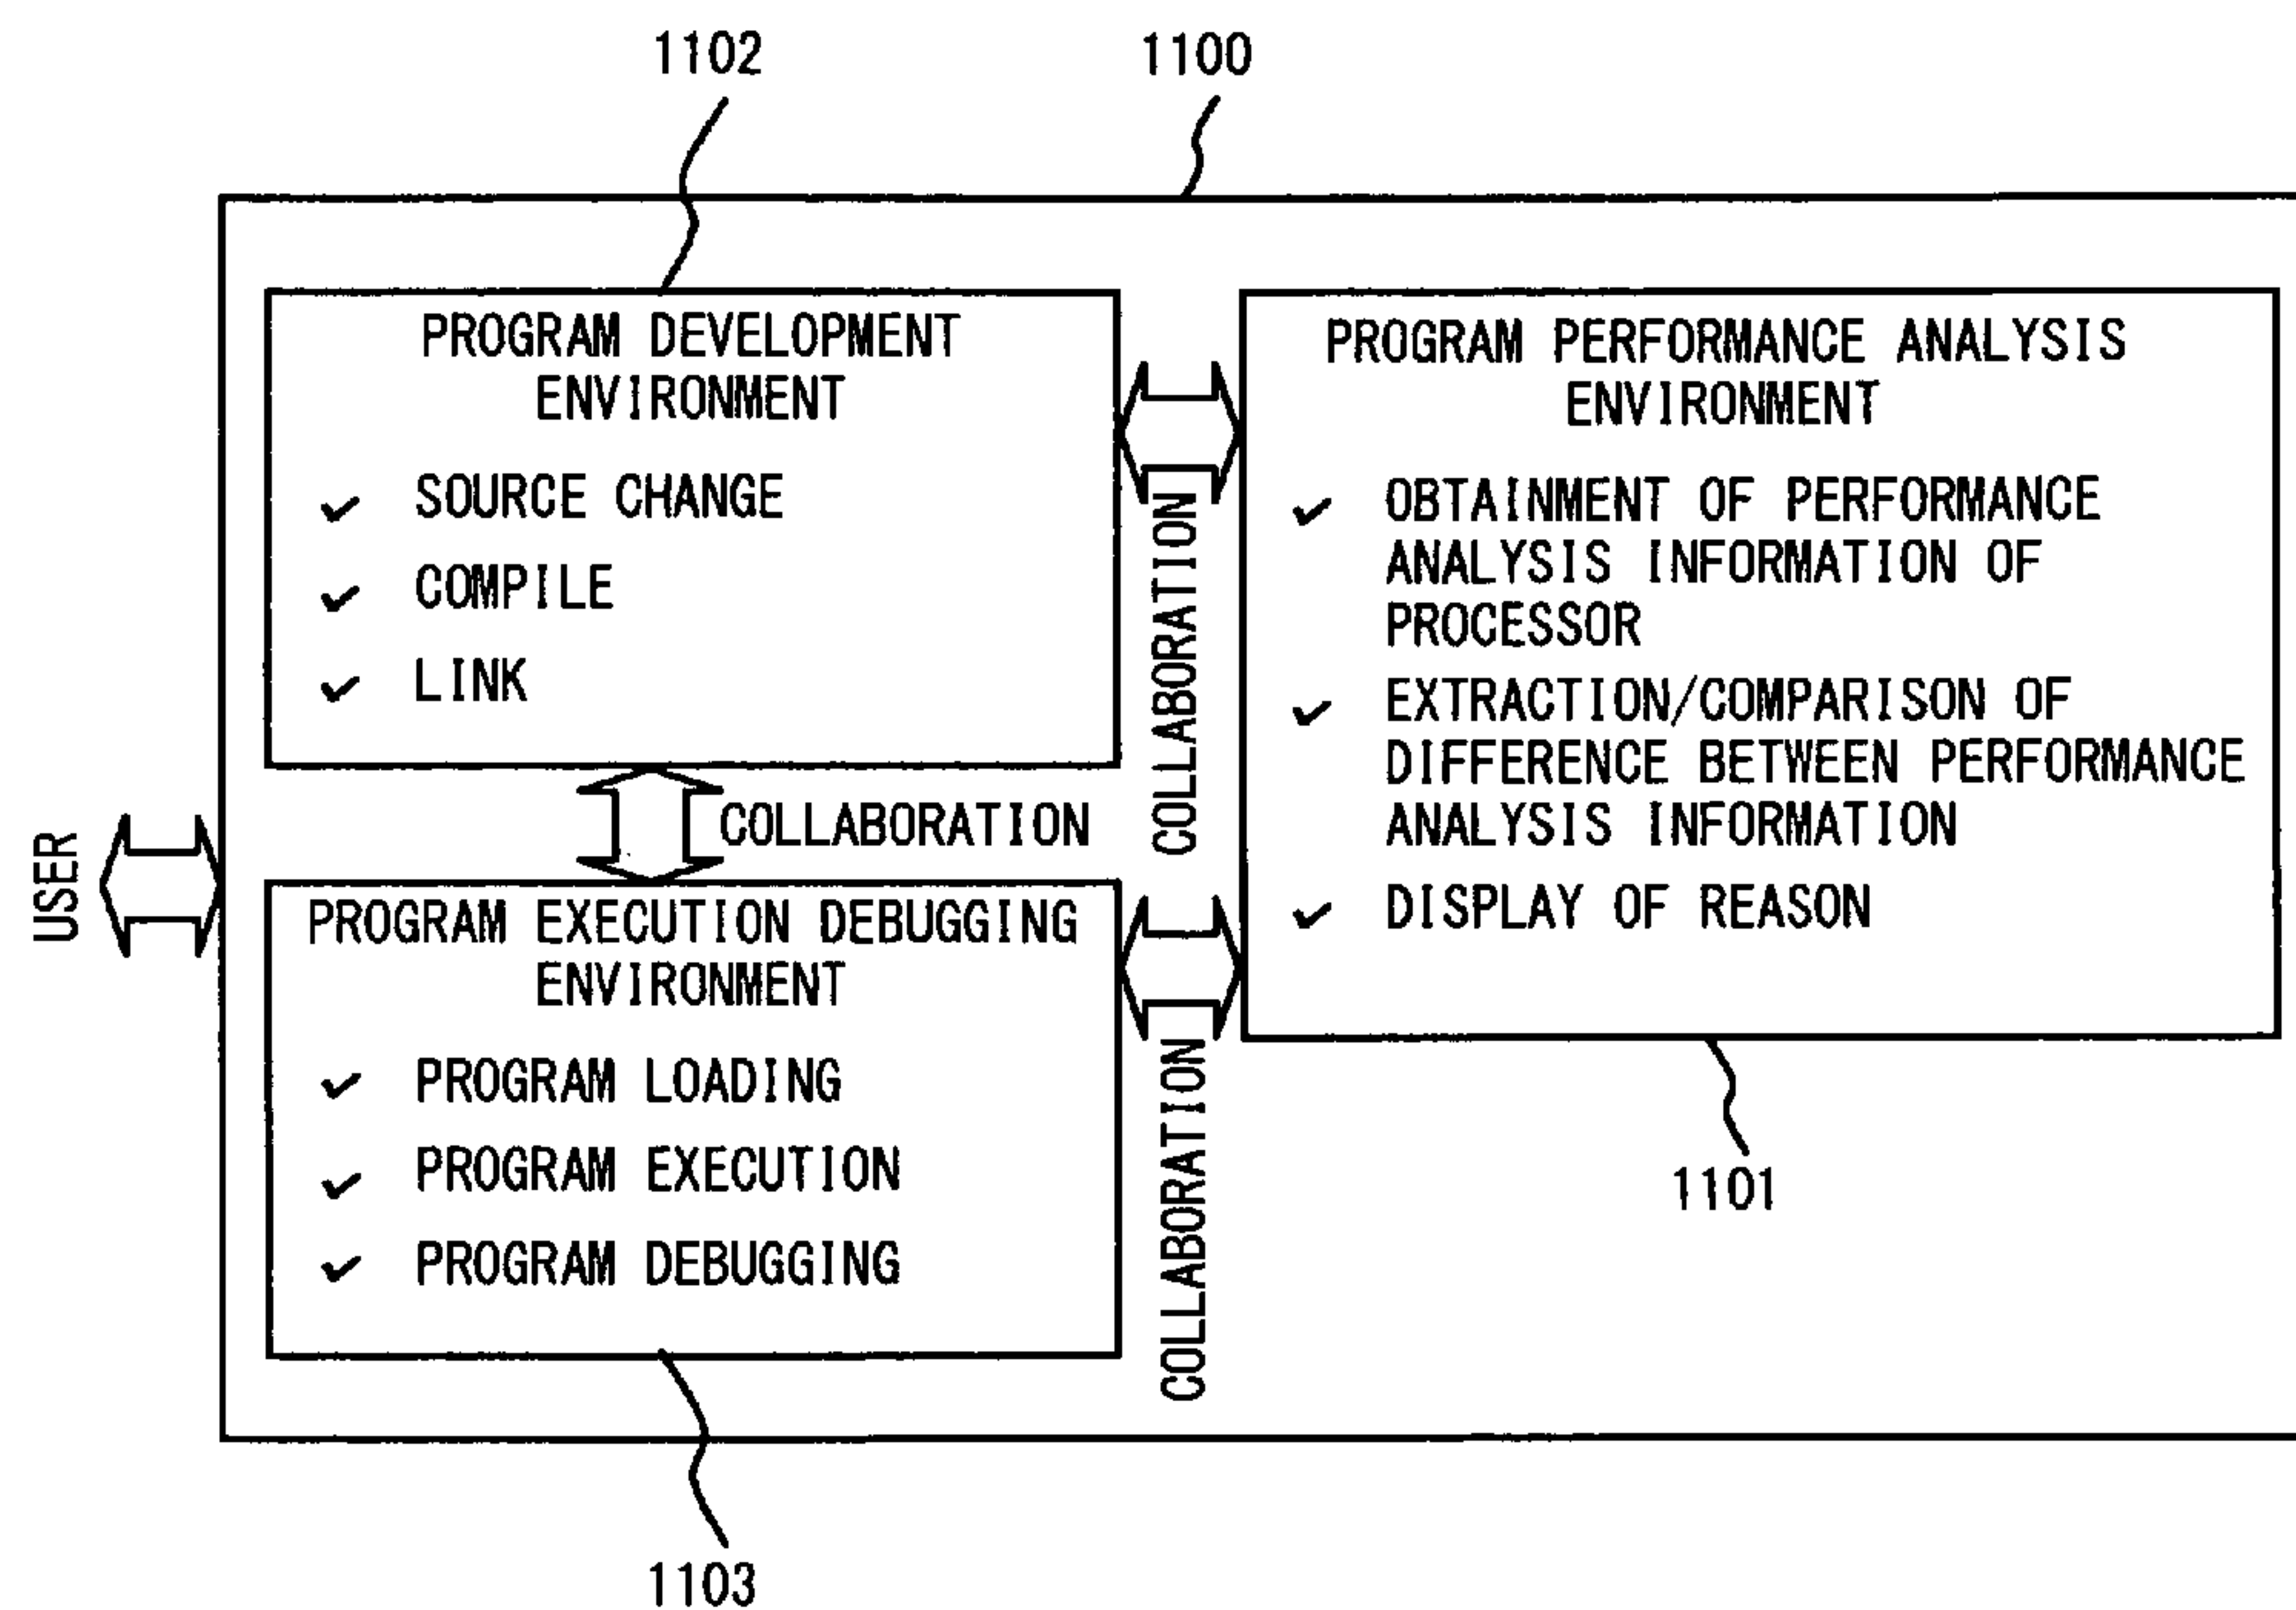 1102
1100
PROGRAM DEVELOPMENT
ENVIRONMENT
✓ SOURCE CHANGE
✓ COMPILE
✓ LINK
COLLABORATION
PROGRAM PERFORMANCE ANALYSIS
ENVIRONMENT
✓ OBTAINMENT OF PERFORMANCE
ANALYSIS INFORMATION OF
PROCESSOR
✓ EXTRACTION/COMPARISON OF
DIFFERENCE BETWEEN PERFORMANCE
ANALYSIS INFORMATION
✓ DISPLAY OF REASON
COLLABORATION
USER
PROGRAM EXECUTION DEBUGGING
ENVIRONMENT
✓ PROGRAM LOADING
✓ PROGRAM EXECUTION
✓ PROGRAM DEBUGGING
COLLABORATION
1101
1103